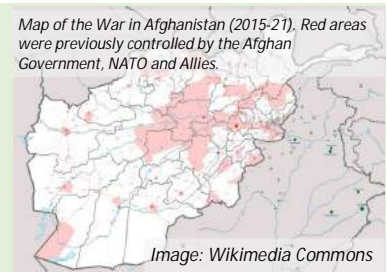 Map of the War in Afghanistan (2015-21). Red areas
were previously controlled by the Afghan
Government, NATO and Allies.
Image: Wikimedia Commons